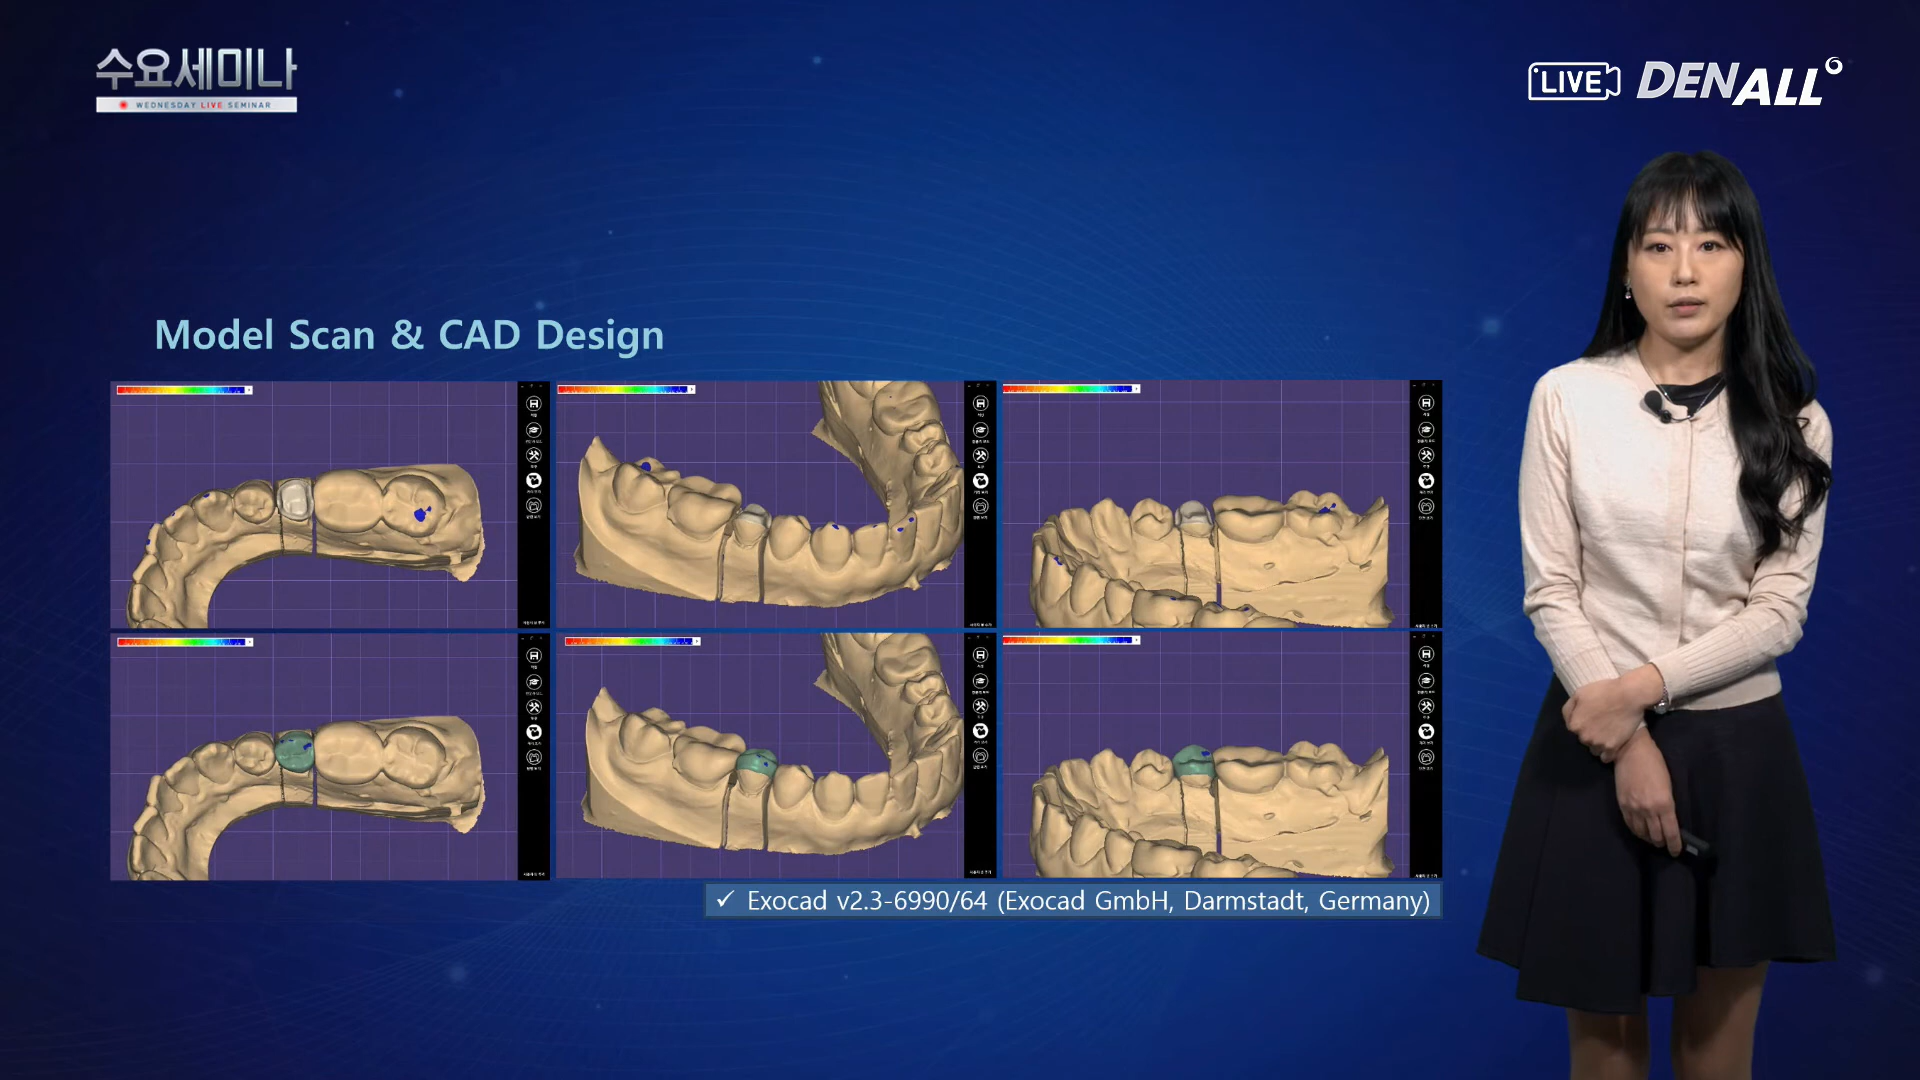 수요세미나
WEDNESDAY LIVE SEMINAR
LIVE
DENALL
Model Scan & CAD Design
✓ Exocad v2.3-6990/64 (Exocad GmbH, Darmstadt, Germany)